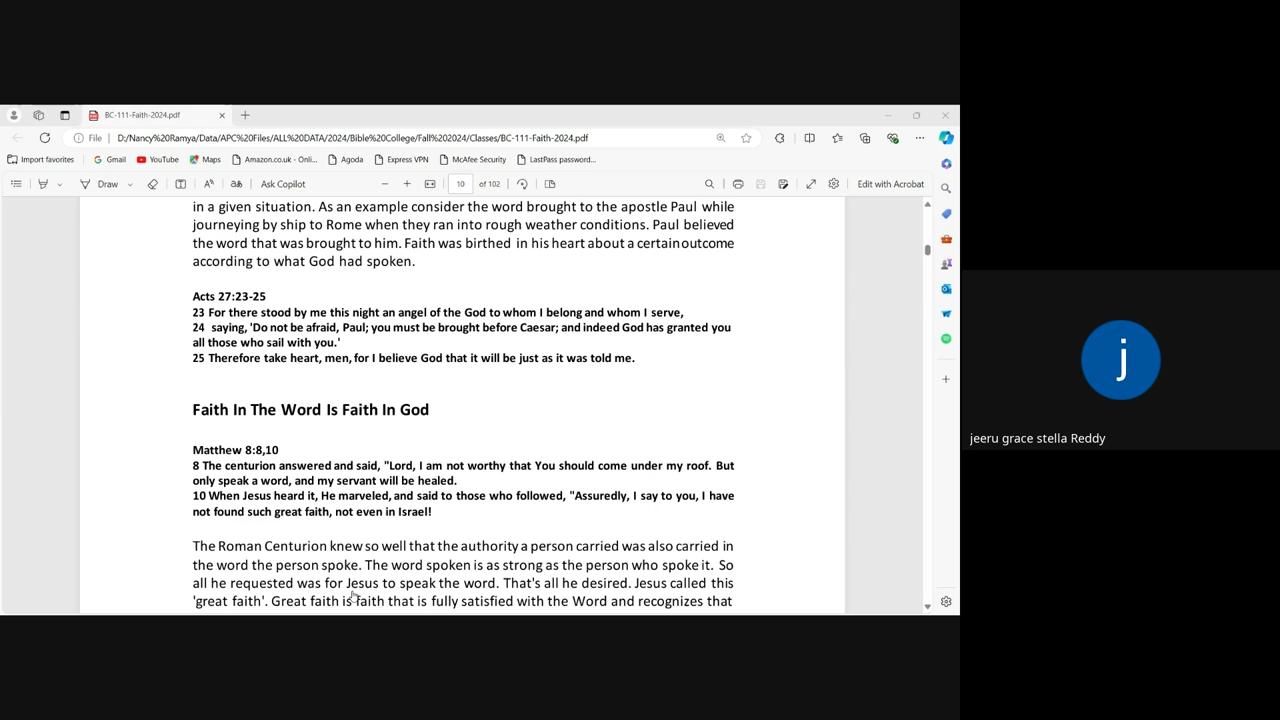 BC-111-Faith-2024.pdf
File
D:/Nancy%20Ramya/Data/APC%20Files/ALL%20DATA/2024/Bible%20College/Fall%202024/Classes/BC-111-Faith-2024.pdf
Import favorites Gmail YouTube Maps Amazon.co.uk - Onli... Agoda Express VPN McAfee Security LastPass password...
Draw Ask Copilot 10 of 102 Edit with Acrobat
in a given situation. As an example consider the word brought to the apostle Paul while
journeying by ship to Rome when they ran into rough weather conditions. Paul believed
the word that was brought to him. Faith was birthed in his heart about a certain outcome
according to what God had spoken.
Acts 27:23-25
23 For there stood by me this night an angel of the God to whom I belong and whom I serve,
24 saying, 'Do not be afraid, Paul; you must be brought before Caesar; and indeed God has granted you
all those who sail with you.'
25 Therefore take heart, men, for I believe God that it will be just as it was told me.
Faith In The Word Is Faith In God
Matthew 8:8,10
8 The centurion answered and said, "Lord, I am not worthy that You should come under my roof. But
only speak a word, and my servant will be healed.
10 When Jesus heard it, He marveled, and said to those who followed, "Assuredly, I say to you, I have
not found such great faith, not even in Israel!
The Roman Centurion knew so well that the authority a person carried was also carried in
the word the person spoke. The word spoken is as strong as the person who spoke it. So
all he requested was for Jesus to speak the word. That's all he desired. Jesus called this
'great faith'. Great faith is faith that is fully satisfied with the Word and recognizes that
j
jeeru grace stella Reddy